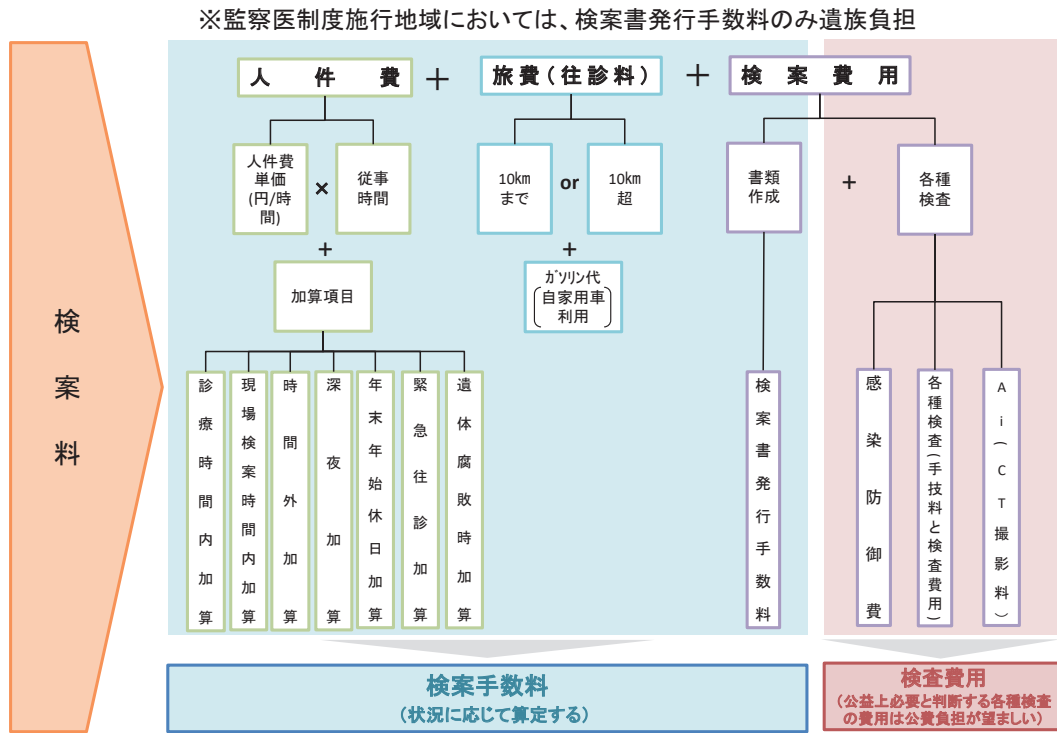 ※監察医制度施行地域においては、検案書発行手数料のみ遺族負担
検案料
人件費
+
旅費(往診料)
+
検案費用
人件費
単価
(円/時
間)
×
従事
時間
10km
まで
or
10km
超
書類
作成
+
各種
検査
+
加算項目
+
ガソリン代
自家用車
利用
診療時間内加算
現場検案時間内加算
時間外加算
深夜加算
年末年始休日加算
緊急往診加算
遺体腐敗時加算
検案書発行手数料
感染防御費
各種検査(手技料と検査費用)
Ai(CT撮影料)
検案手数料
(状況に応じて算定する)
検査費用
(公益上必要と判断する各種検査
の費用は公費負担が望ましい)